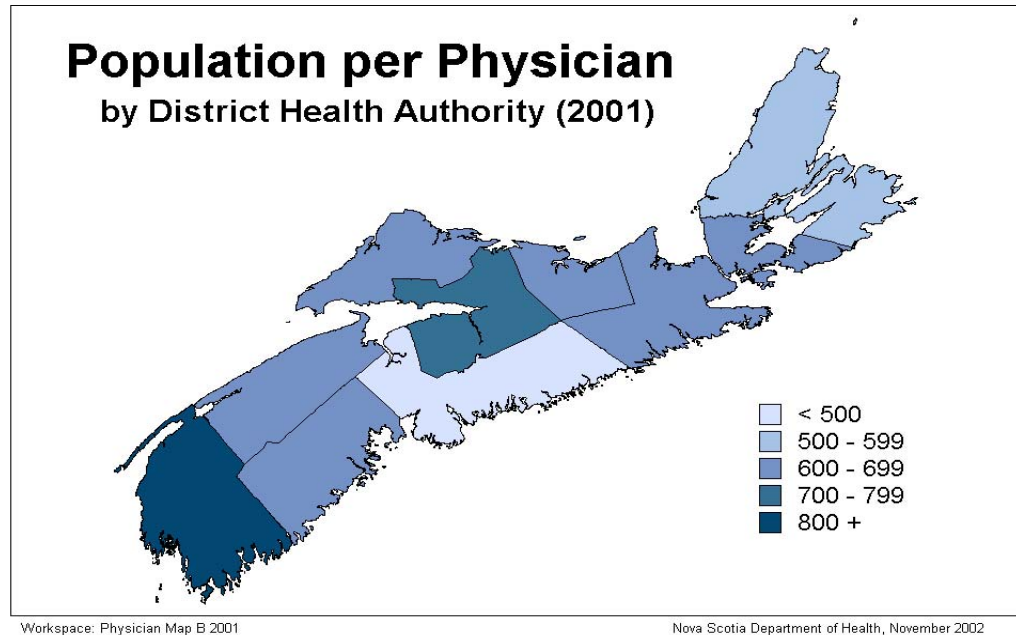 Population per Physician
by District Health Authority (2001)
< 500
500 - 599
600 - 699
700 - 799
800 +
Workspace: Physician Map B 2001
Nova Scotia Department of Health, November 2002